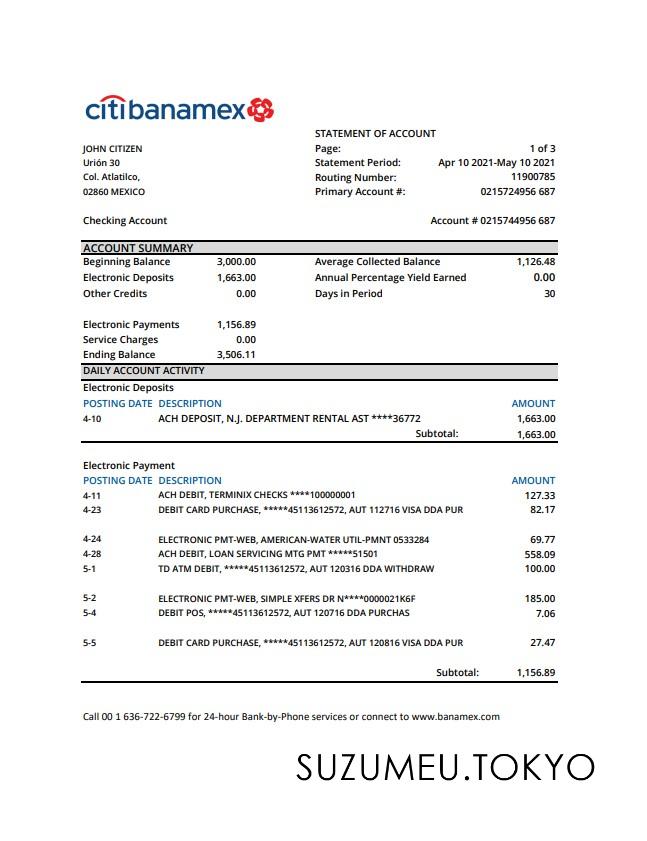 citibanamex
STATEMENT OF ACCOUNT
JOHN CITIZEN Page: 1 of 3
Urión 30 Statement Period: Apr 10 2021-May 10 2021
Col. Atlatilco, Routing Number: 11900785
02860 MEXICO Primary Account #: 0215724956 687
Checking Account Account # 0215744956 687
ACCOUNT SUMMARY
Beginning Balance 3,000.00 Average Collected Balance 1,126.48
Electronic Deposits 1,663.00 Annual Percentage Yield Earned 0.00
Other Credits 0.00 Days in Period 30
Electronic Payments 1,156.89
Service Charges 0.00
Ending Balance 3,506.11
DAILY ACCOUNT ACTIVITY
Electronic Deposits
POSTING DATE DESCRIPTION AMOUNT
4-10 ACH DEPOSIT, N.J. DEPARTMENT RENTAL AST ****36772 1,663.00
Subtotal: 1,663.00
Electronic Payment
POSTING DATE DESCRIPTION AMOUNT
4-11 ACH DEBIT, TERMINIX CHECKS ****100000001 127.33
4-23 DEBIT CARD PURCHASE, *****45113612572, AUT 112716 VISA DDA PUR 82.17
4-24 ELECTRONIC PMT-WEB, AMERICAN-WATER UTIL-PMNT 0533284 69.77
4-28 ACH DEBIT, LOAN SERVICING MTG PMT *****51501 558.09
5-1 TD ATM DEBIT, *****45113612572, AUT 120316 DDA WITHDRAW 100.00
5-2 ELECTRONIC PMT-WEB, SIMPLE XFERS DR N****0000021K6F 185.00
5-4 DEBIT POS, *****45113612572, AUT 120716 DDA PURCHAS 7.06
5-5 DEBIT CARD PURCHASE, *****45113612572, AUT 120816 VISA DDA PUR 27.47
Subtotal: 1,156.89
Call 00 1 636-722-6799 for 24-hour Bank-by-Phone services or connect to www.banamex.com
SUZUMEU.TOKYO